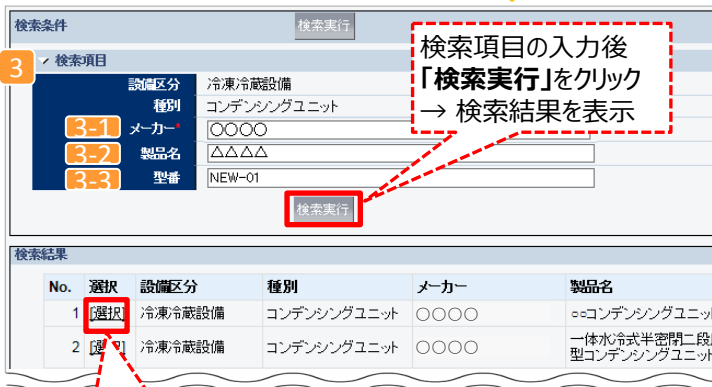 検索条件 検索実行
検索項目の入力後
「検索実行」をクリック
→ 検索結果を表示
3 検索項目
設備区分 冷凍冷蔵設備
種別 コンデンシングユニット
3-1 メーカー* 〇〇〇〇
3-2 製品名 △△△△
3-3 型番 NEW-01
検索実行
検索結果
No. 選択 設備区分 種別 メーカー 製品名
1 [選択] 冷凍冷蔵設備 コンデンシングユニット 〇〇〇〇 ○○コンデンシングユニッ
2 [選択] 冷凍冷蔵設備 コンデンシングユニット 〇〇〇〇 一体水冷式半密閉二段
型コンデンシングユニット